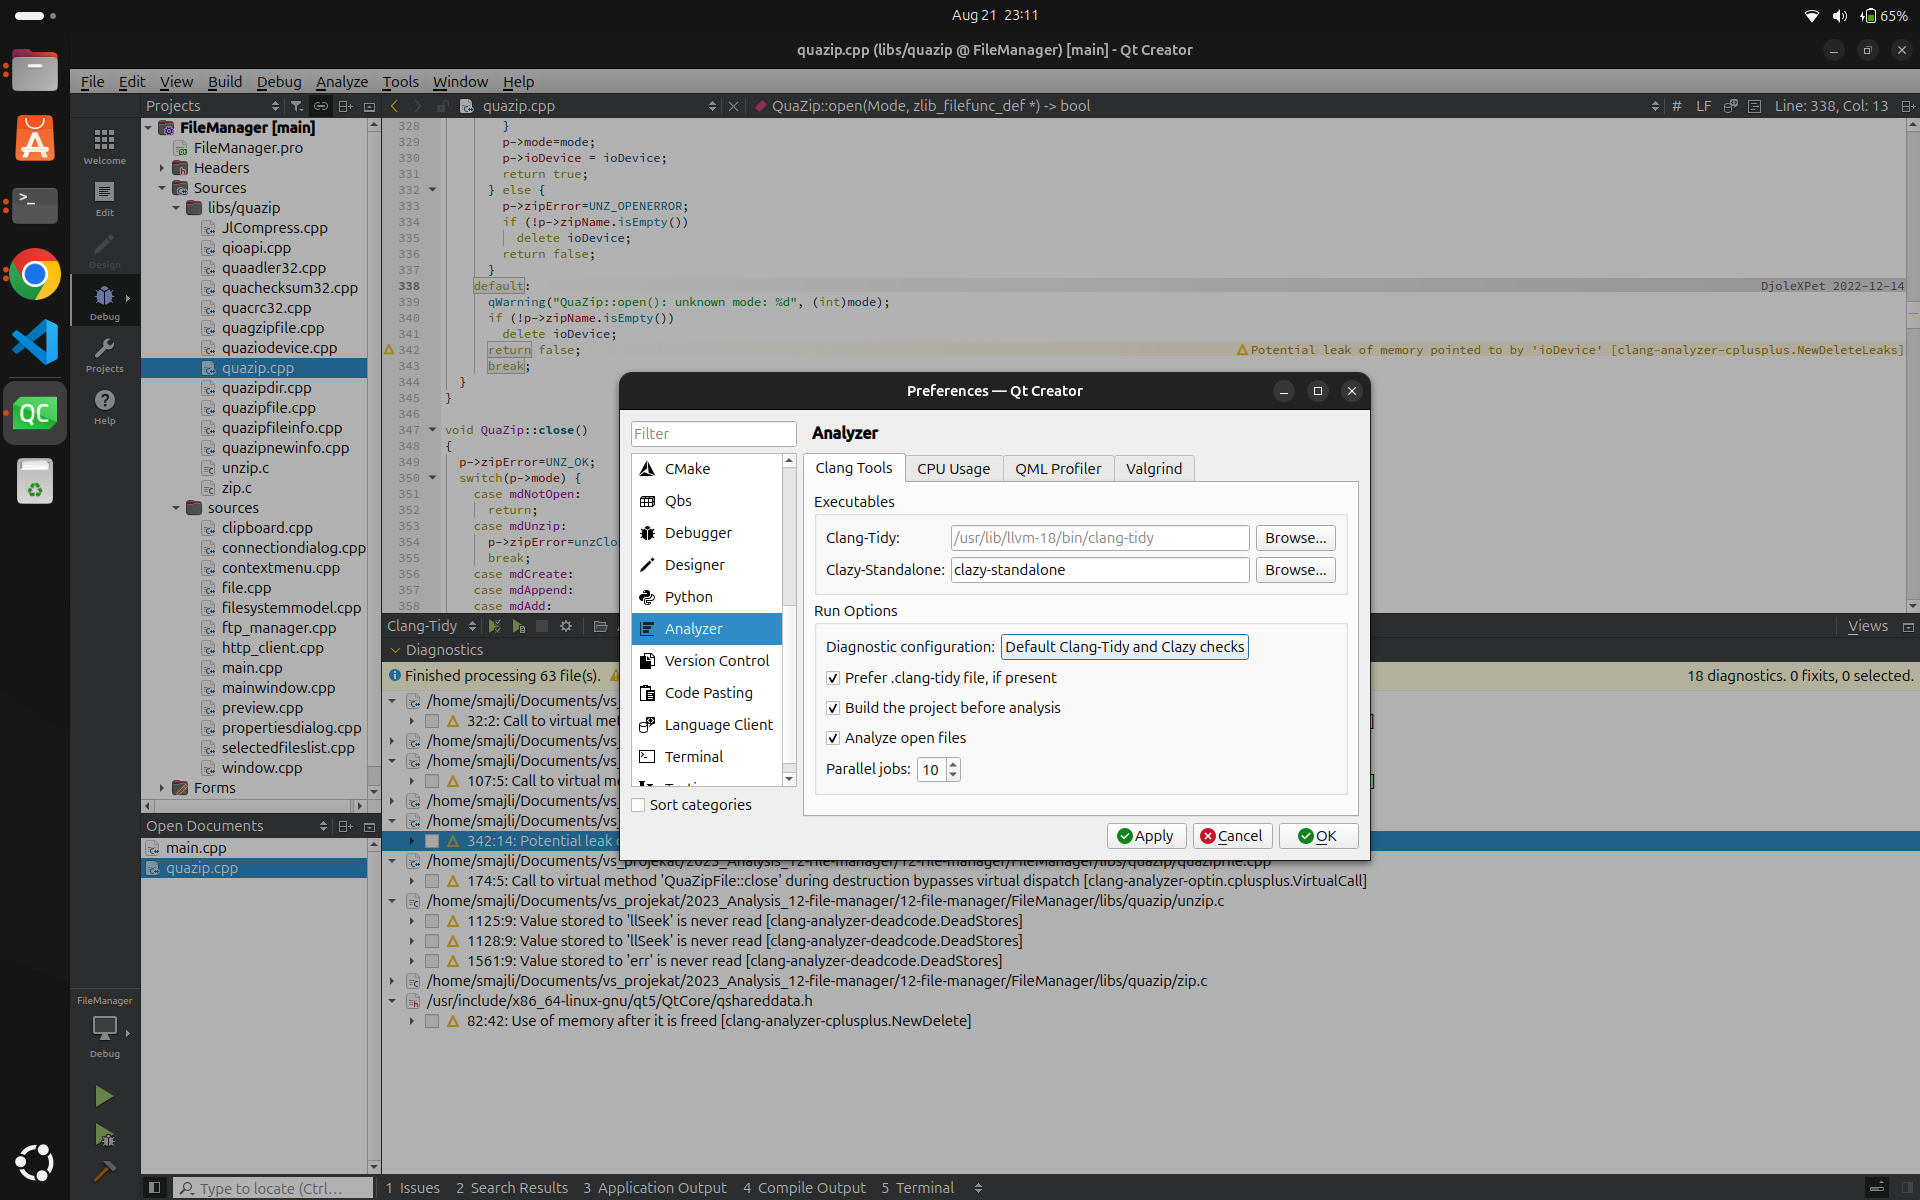 Aug 21 23:11
65%
quazip.cpp (libs/quazip @ FileManager) [main] - Qt Creator
File Edit View Build Debug Analyze Tools Window Help
Projects
quazip.cpp
QuaZip::open(Mode, zlib_filefunc_def *) -> bool
# LF Line: 338, Col: 13
Welcome
Edit
Design
Debug
Projects
Help
FileManager [main]
FileManager.pro
Headers
Sources
libs/quazip
JlCompress.cpp
qioapi.cpp
quaadler32.cpp
quachecksum32.cpp
quacrc32.cpp
quagzipfile.cpp
quaziodevice.cpp
quazip.cpp
quazipdir.cpp
quazipfile.cpp
quazipfileinfo.cpp
quazipnewinfo.cpp
unzip.c
zip.c
sources
clipboard.cpp
connectiondialog.cpp
contextmenu.cpp
file.cpp
filesystemmodel.cpp
ftp_manager.cpp
http_client.cpp
main.cpp
mainwindow.cpp
preview.cpp
propertiesdialog.cpp
selectedfileslist.cpp
window.cpp
Forms
Open Documents
main.cpp
quazip.cpp
328 }
329 p->mode=mode;
330 p->ioDevice = ioDevice;
331 return true;
332 } else {
333 p->zipError=UNZ_OPENERROR;
334 if (!p->zipName.isEmpty())
335 delete ioDevice;
336 return false;
337 }
338 default: DjoleXPet 2022-12-14
339 qWarning("QuaZip::open(): unknown mode: %d", (int)mode);
340 if (!p->zipName.isEmpty())
341 delete ioDevice;
342 return false; Potential leak of memory pointed to by 'ioDevice' [clang-analyzer-cplusplus.NewDeleteLeaks]
343 break;
344 }
345 }
346
347 void QuaZip::close()
348 {
349 p->zipError=UNZ_OK;
350 switch(p->mode) {
351 case mdNotOpen:
352 return;
353 case mdUnzip:
354 p->zipError=unzClo
355 break;
356 case mdCreate:
357 case mdAppend:
358 case mdAdd:
Preferences — Qt Creator
Filter
CMake
Qbs
Debugger
Designer
Python
Analyzer
Version Control
Code Pasting
Language Client
Terminal
Sort categories
Analyzer
Clang Tools CPU Usage QML Profiler Valgrind
Executables
Clang-Tidy: /usr/lib/llvm-18/bin/clang-tidy Browse...
Clazy-Standalone: clazy-standalone Browse...
Run Options
Diagnostic configuration: Default Clang-Tidy and Clazy checks
Prefer .clang-tidy file, if present
Build the project before analysis
Analyze open files
Parallel jobs: 10
Apply Cancel OK
Clang-Tidy
Views
Diagnostics
Finished processing 63 file(s).
18 diagnostics. 0 fixits, 0 selected.
/home/smajli/Documents/vs_
32:2: Call to virtual met
/home/smajli/Documents/vs_
/home/smajli/Documents/vs_
107:5: Call to virtual me
/home/smajli/Documents/vs_
/home/smajli/Documents/vs_
342:14: Potential leak
/home/smajli/Documents/vs_projekat/2023_Analysis_12-file-manager/12-file-manager/FileManager/libs/quazip/quazipfile.cpp
174:5: Call to virtual method 'QuaZipFile::close' during destruction bypasses virtual dispatch [clang-analyzer-optin.cplusplus.VirtualCall]
/home/smajli/Documents/vs_projekat/2023_Analysis_12-file-manager/12-file-manager/FileManager/libs/quazip/unzip.c
1125:9: Value stored to 'llSeek' is never read [clang-analyzer-deadcode.DeadStores]
1128:9: Value stored to 'llSeek' is never read [clang-analyzer-deadcode.DeadStores]
1561:9: Value stored to 'err' is never read [clang-analyzer-deadcode.DeadStores]
/home/smajli/Documents/vs_projekat/2023_Analysis_12-file-manager/12-file-manager/FileManager/libs/quazip/zip.c
/usr/include/x86_64-linux-gnu/qt5/QtCore/qshareddata.h
82:42: Use of memory after it is freed [clang-analyzer-cplusplus.NewDelete]
FileManager
Debug
Type to locate (Ctrl...
1 Issues 2 Search Results 3 Application Output 4 Compile Output 5 Terminal
QC